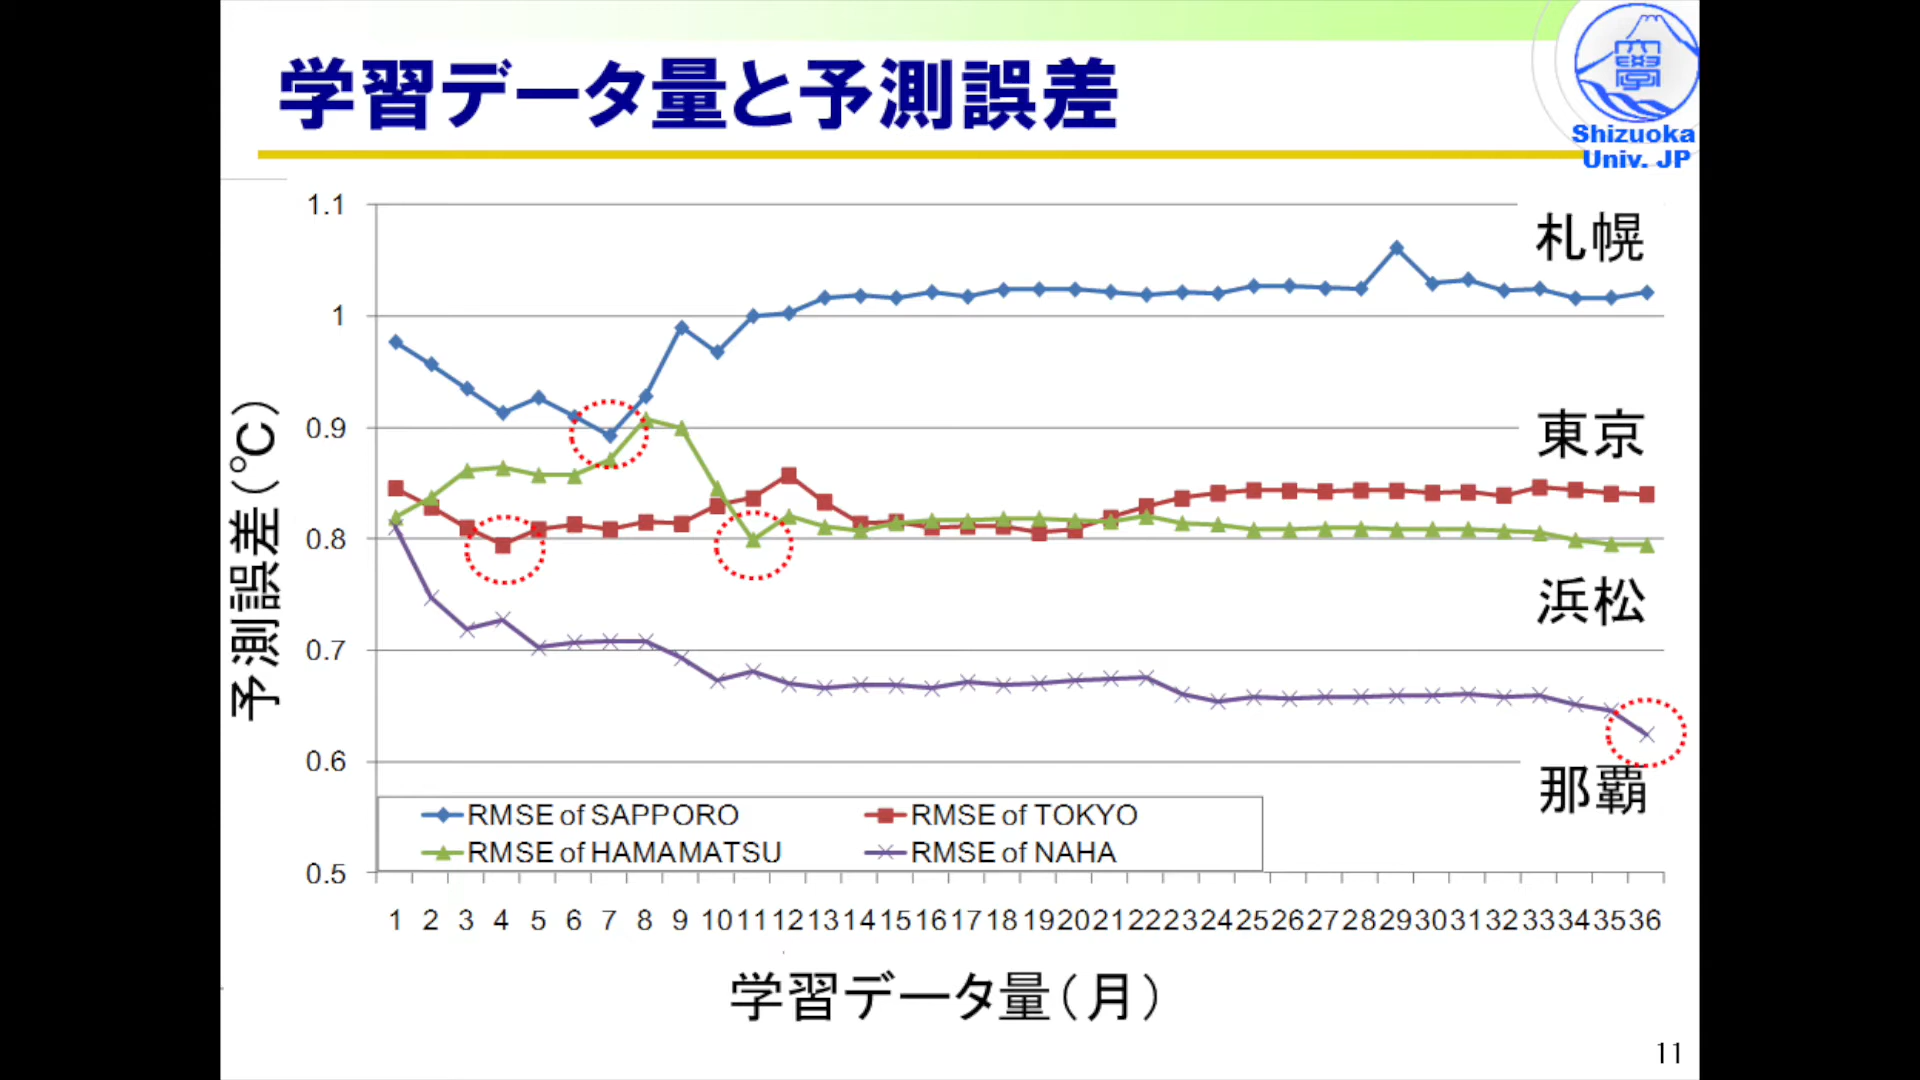 学習データ量と予測誤差
Shizuoka
Univ. JP
1.1
1
0.9
0.8
0.7
0.6
0.5
予測誤差(℃)
札幌
東京
浜松
那覇
RMSE of SAPPORO
RMSE of TOKYO
RMSE of HAMAMATSU
RMSE of NAHA
1 2 3 4 5 6 7 8 9 10 11 12 13 14 15 16 17 18 19 20 21 22 23 24 25 26 27 28 29 30 31 32 33 34 35 36
学習データ量(月)
11